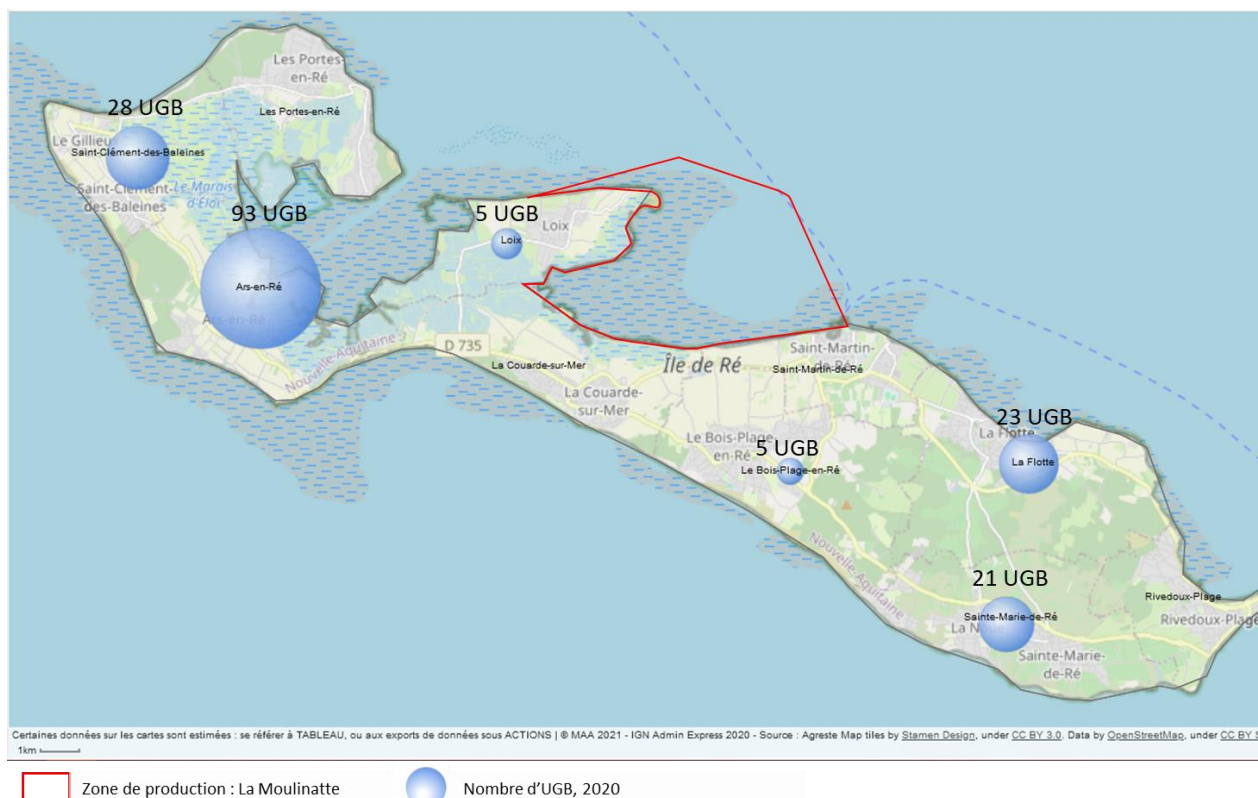 Les Portes-
en-Ré
28 UGB
Les Portes-en-Ré
Le Gillieu
Saint-Clément-des-Baleines
Saint-Clément-
des-Baleines
Le Marais
d'Éloi
93 UGB
5 UGB
Loix
Loix
Ars-en-Ré
Ars-en-Ré
Nouvelle-Aquitaine
D 735
La Couarde-sur-Mer
La Couarde-
sur-Mer
Île de Ré
Saint-Martin-
de-Ré
Saint-Martin-de-Ré
Le Bois-Plage-
en-Ré
5 UGB
Le Bois-Plage-en-Ré
23 UGB
La Flotte
La Flotte
Nouvelle-Aquitaine
21 UGB
Sainte-Marie-de-Ré
La Noue
Sainte-Marie-
de-Ré
Rivedoux-Plage
Rivedoux-Plage
Certaines données sur les cartes sont estimées : se référer à TABLEAU, ou aux exports de données sous ACTIONS | © MAA 2021 - IGN Admin Express 2020 - Source : Agreste Map tiles by Stamen Design, under CC BY 3.0. Data by OpenStreetMap, under CC BY S
1km
Zone de production : La Moulinatte
Nombre d'UGB, 2020